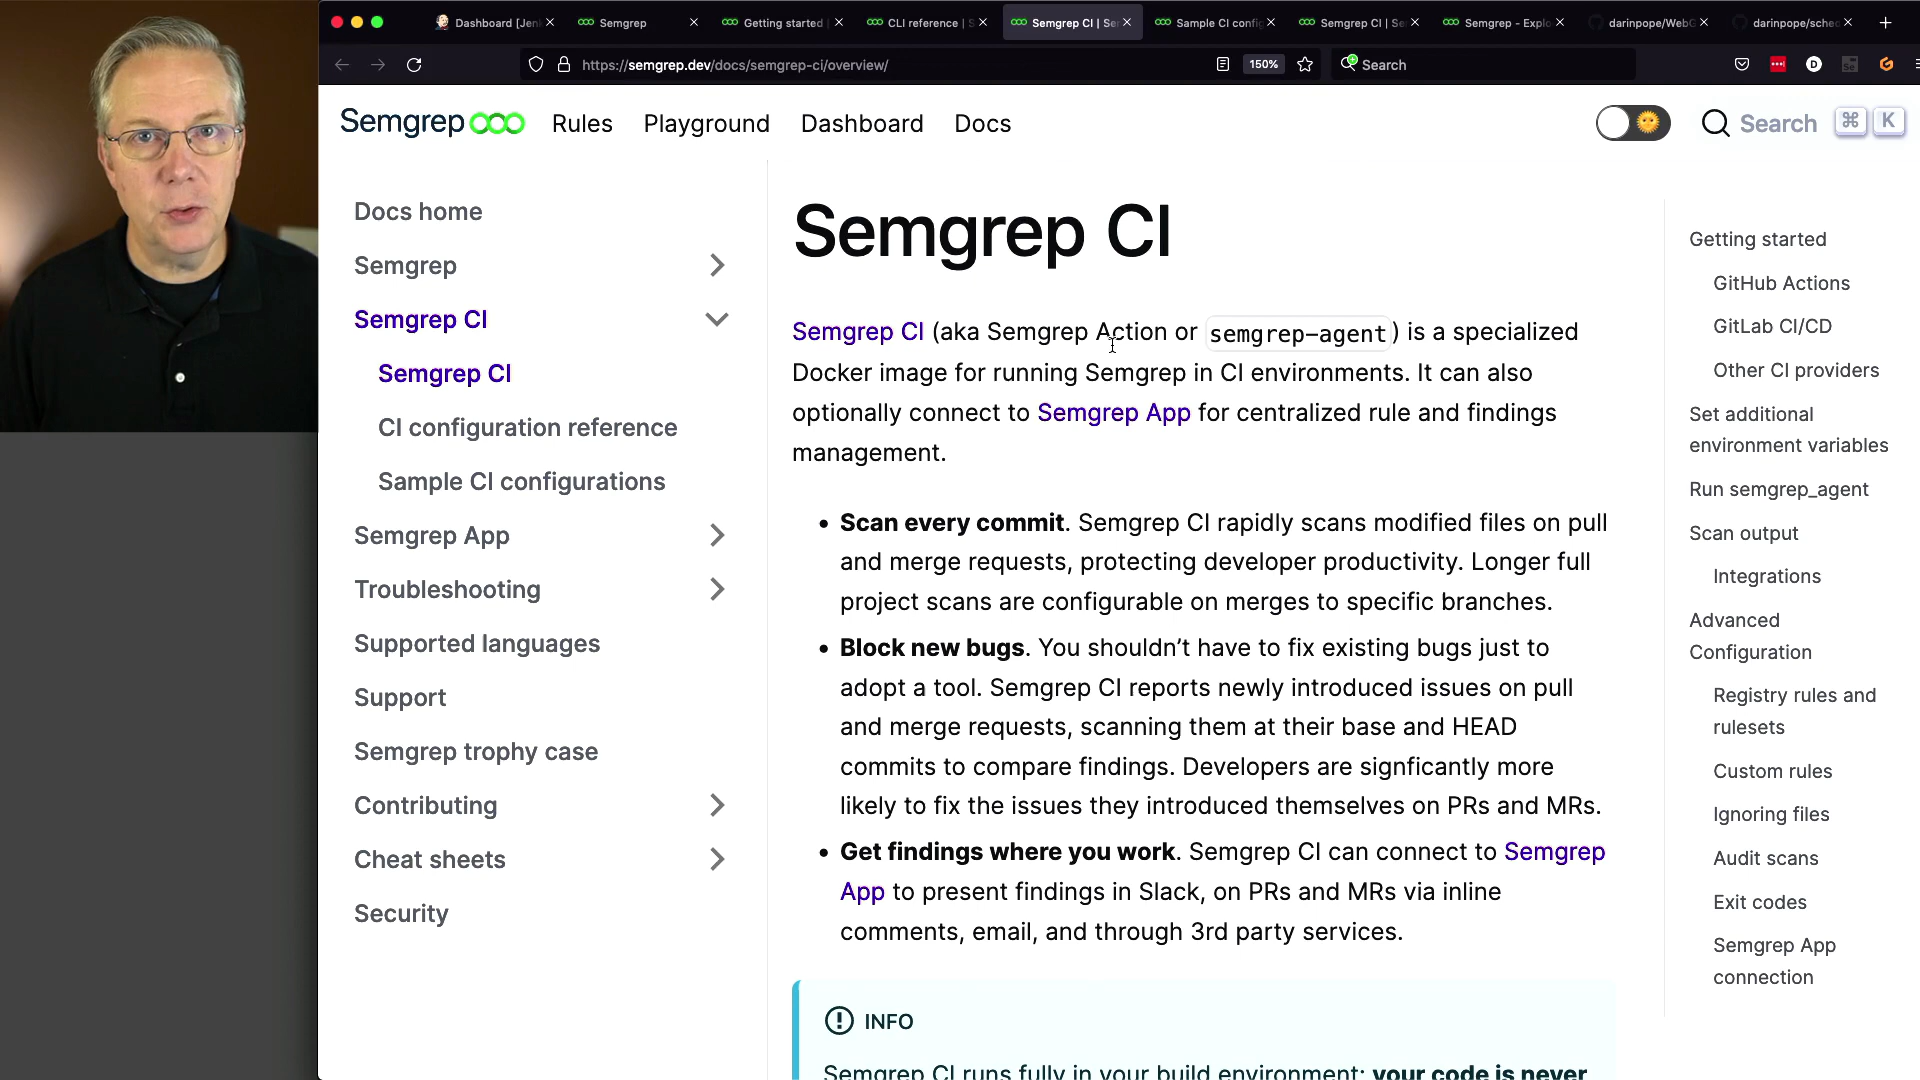 Dashboard [Jen
Semgrep
Getting started |
CLI reference | S
Semgrep CI | Se
Sample CI config
Semgrep CI | Se
Semgrep - Explo
darinpope/WebG
darinpope/sche
https://semgrep.dev/docs/semgrep-ci/overview/
150%
Search
Semgrep
Rules
Playground
Dashboard
Docs
Search
⌘
K
Docs home
Semgrep
Semgrep CI
Semgrep CI
CI configuration reference
Sample CI configurations
Semgrep App
Troubleshooting
Supported languages
Support
Semgrep trophy case
Contributing
Cheat sheets
Security
Semgrep CI
Semgrep CI (aka Semgrep Action or semgrep-agent) is a specialized
Docker image for running Semgrep in CI environments. It can also
optionally connect to Semgrep App for centralized rule and findings
management.
• Scan every commit. Semgrep CI rapidly scans modified files on pull
and merge requests, protecting developer productivity. Longer full
project scans are configurable on merges to specific branches.
• Block new bugs. You shouldn’t have to fix existing bugs just to
adopt a tool. Semgrep CI reports newly introduced issues on pull
and merge requests, scanning them at their base and HEAD
commits to compare findings. Developers are signficantly more
likely to fix the issues they introduced themselves on PRs and MRs.
• Get findings where you work. Semgrep CI can connect to Semgrep
App to present findings in Slack, on PRs and MRs via inline
comments, email, and through 3rd party services.
INFO
Semgrep CI runs fully in your build environment: your code is never
Getting started
GitHub Actions
GitLab CI/CD
Other CI providers
Set additional
environment variables
Run semgrep_agent
Scan output
Integrations
Advanced
Configuration
Registry rules and
rulesets
Custom rules
Ignoring files
Audit scans
Exit codes
Semgrep App
connection